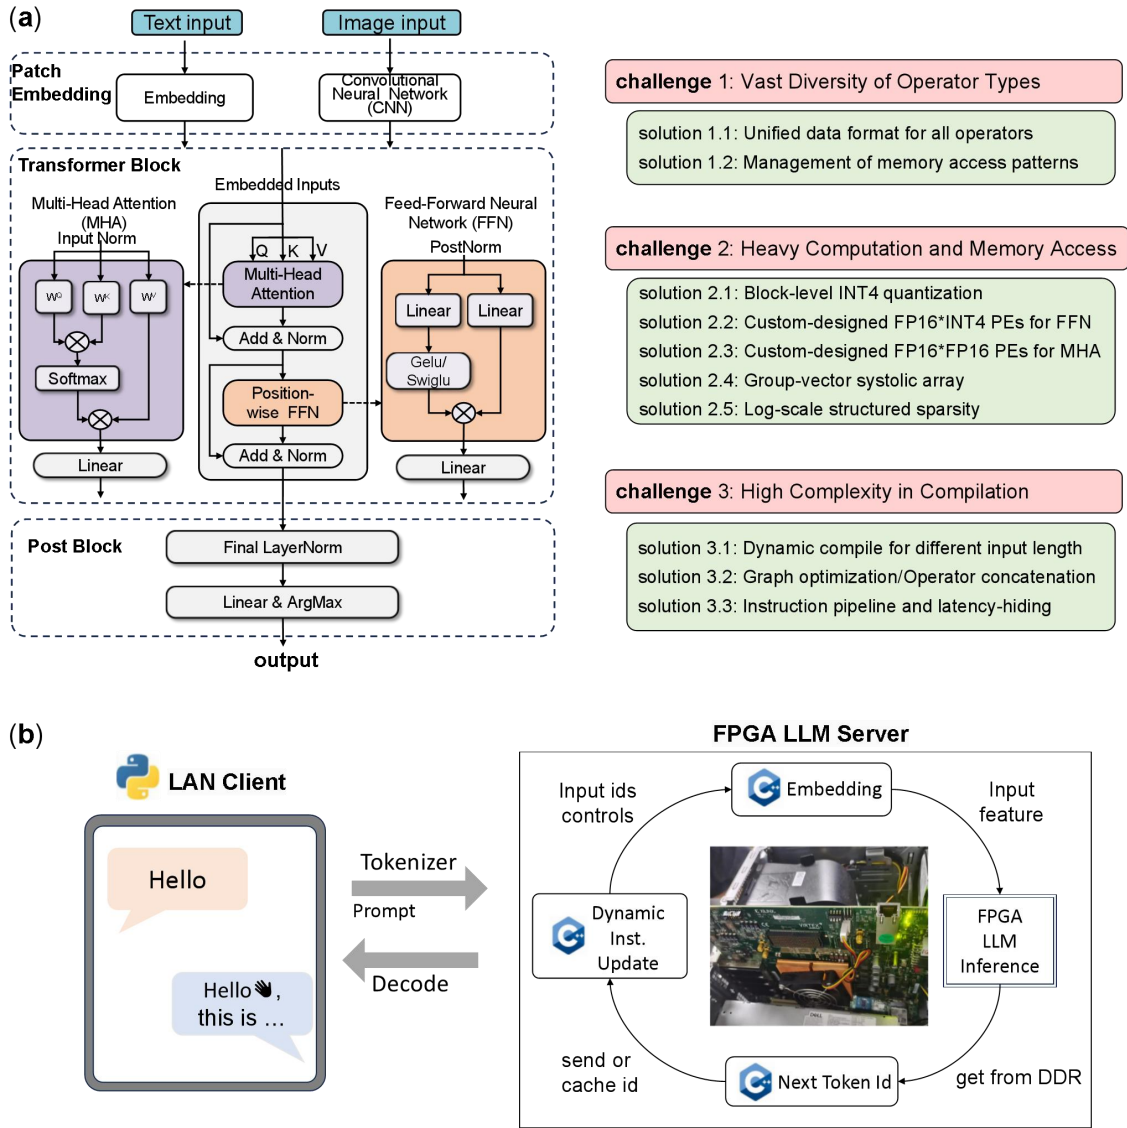 (a)
Text input
Image input
Patch
Embedding
Embedding
Convolutional
Neural Network
(CNN)
Transformer Block
Embedded Inputs
Multi-Head Attention
(MHA)
Input Norm
W^Q
W^K
W^V
Softmax
Linear
Q K V
Multi-Head
Attention
Add & Norm
Position-
wise FFN
Add & Norm
Feed-Forward Neural
Network (FFN)
PostNorm
Linear
Linear
Gelu/
Swiglu
Linear
Post Block
Final LayerNorm
Linear & ArgMax
output
challenge 1: Vast Diversity of Operator Types
solution 1.1: Unified data format for all operators
solution 1.2: Management of memory access patterns
challenge 2: Heavy Computation and Memory Access
solution 2.1: Block-level INT4 quantization
solution 2.2: Custom-designed FP16*INT4 PEs for FFN
solution 2.3: Custom-designed FP16*FP16 PEs for MHA
solution 2.4: Group-vector systolic array
solution 2.5: Log-scale structured sparsity
challenge 3: High Complexity in Compilation
solution 3.1: Dynamic compile for different input length
solution 3.2: Graph optimization/Operator concatenation
solution 3.3: Instruction pipeline and latency-hiding
(b)
LAN Client
Hello
Hello👋,
this is …
Tokenizer
Prompt
Decode
FPGA LLM Server
Input ids
controls
C++ Embedding
Input
feature
C++ Dynamic
Inst.
Update
FPGA
LLM
Inference
send or
cache id
C++ Next Token Id
get from DDR